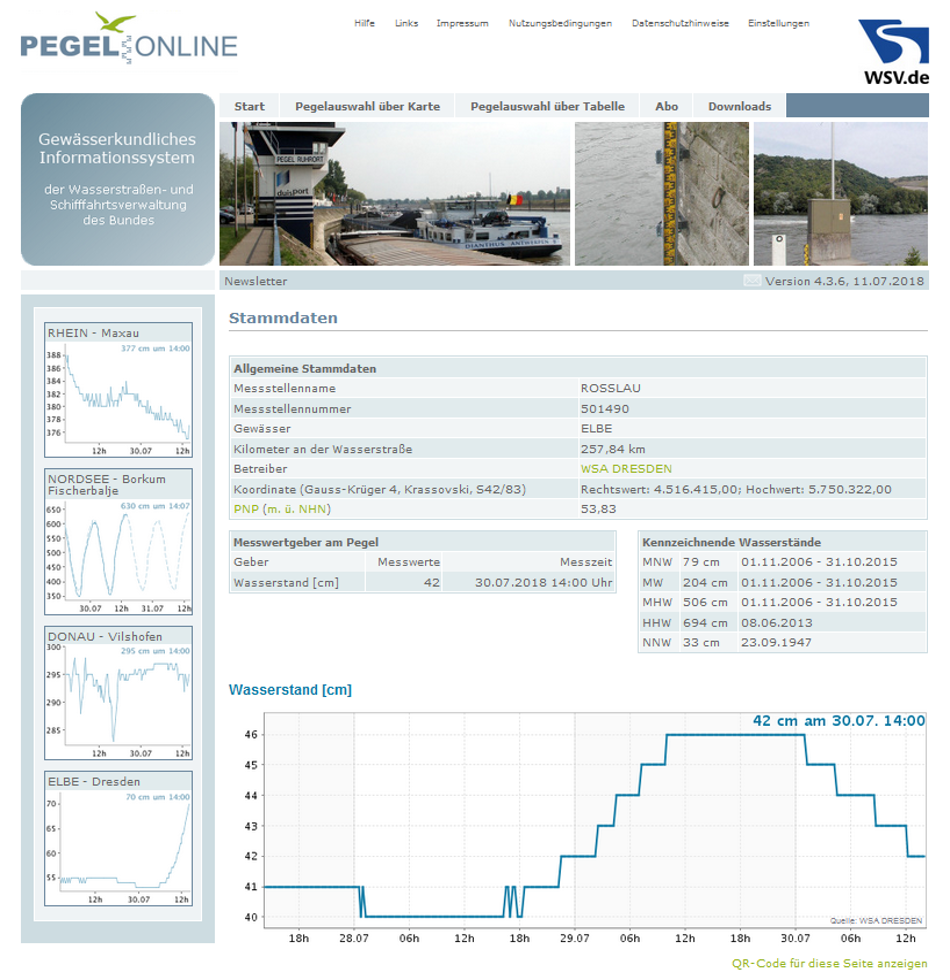 Hilfe Links Impressum Nutzungsbedingungen Datenschutzhinweise Einstellungen
PEGEL ONLINE
WSV.de
Start Pegelauswahl über Karte Pegelauswahl über Tabelle Abo Downloads
Gewässerkundliches
Informationssystem
der Wasserstraßen- und
Schifffahrtsverwaltung
des Bundes
PEGEL RUHRORT
duisport
DIANTHUS ANTWERPEN
Newsletter Version 4.3.6, 11.07.2018
RHEIN - Maxau
377 cm um 14:00
388
386
384
382
380
378
376
12h 30.07 12h
NORDSEE - Borkum
Fischerbalje
630 cm um 14:07
650
600
550
500
450
400
350
30.07 12h 31.07 12h
DONAU - Vilshofen
295 cm um 14:00
300
295
290
285
12h 30.07 12h
ELBE - Dresden
70 cm um 14:00
70
65
60
55
12h 30.07 12h
Stammdaten
Allgemeine Stammdaten
Messstellenname ROSSLAU
Messstellennummer 501490
Gewässer ELBE
Kilometer an der Wasserstraße 257,84 km
Betreiber WSA DRESDEN
Koordinate (Gauss-Krüger 4, Krassovski, S42/83) Rechtswert: 4.516.415,00; Hochwert: 5.750.322,00
PNP (m. ü. NHN) 53,83
Messwertgeber am Pegel
Geber Messwerte Messzeit
Wasserstand [cm] 42 30.07.2018 14:00 Uhr
Kennzeichnende Wasserstände
MNW 79 cm 01.11.2006 - 31.10.2015
MW 204 cm 01.11.2006 - 31.10.2015
MHW 506 cm 01.11.2006 - 31.10.2015
HHW 694 cm 08.06.2013
NNW 33 cm 23.09.1947
Wasserstand [cm]
42 cm am 30.07. 14:00
46
45
44
43
42
41
40
Quelle: WSA DRESDEN
18h 28.07 06h 12h 18h 29.07 06h 12h 18h 30.07 06h 12h
QR-Code für diese Seite anzeigen